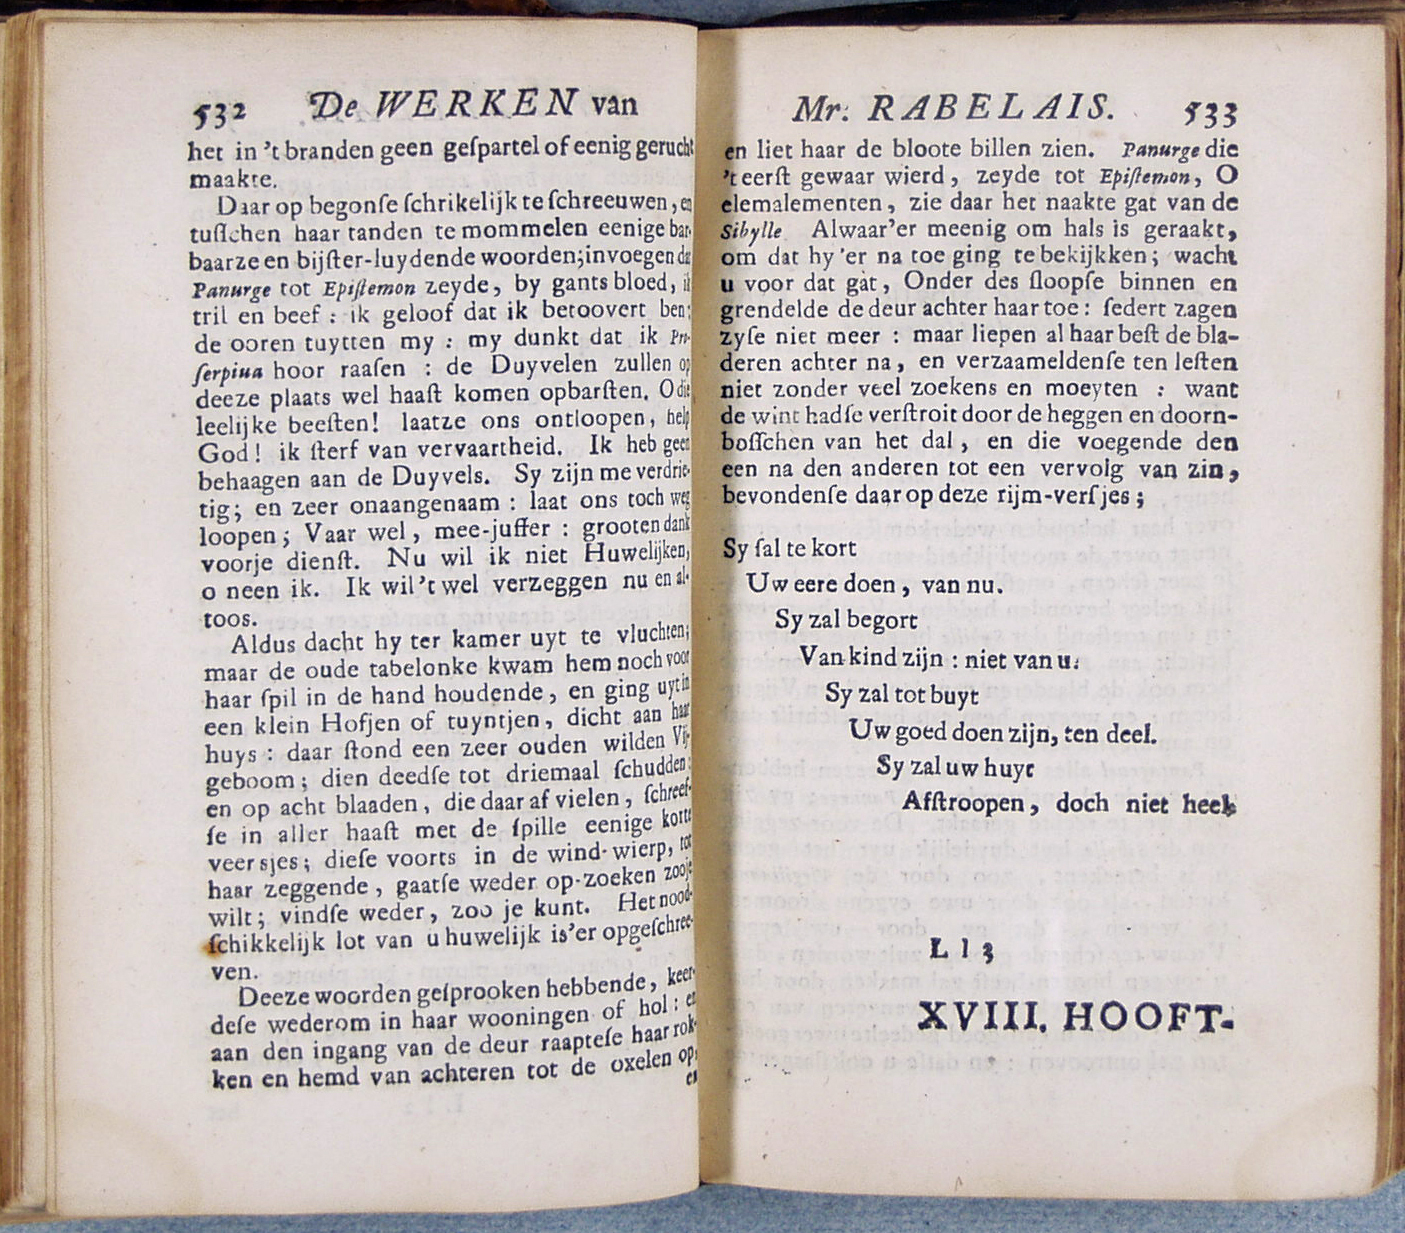 532 De WERKEN van
het in 't branden geen geſpartel of eenig gerucht
maakte.
Daar op begonſe ſchrikelijk te ſchreeuwen, en
tuſſchen haar tanden te mommelen eenige bar-
baarze en bijſter-luydende woorden; invoegen dat
Panurge tot Epiſtemon zeyde, by gants bloed, ik
tril en beef : ik geloof dat ik betoovert ben;
de ooren tuytten my : my dunkt dat ik Pro-
ſerpina hoor raaſen : de Duyvelen zullen op
deeze plaats wel haaſt komen opbarſten. O die
leelijke beeſten! laatze ons ontloopen, help
God! ik ſterf van vervaartheid. Ik heb geen
behaagen aan de Duyvels. Sy zijn me verdrie-
tig; en zeer onaangenaam : laat ons toch weg
loopen; Vaar wel, mee-juffer : grooten dank
voorje dienſt. Nu wil ik niet Huwelijken,
o neen ik. Ik wil 't wel verzeggen nu en al-
toos.
Aldus dacht hy ter kamer uyt te vluchten;
maar de oude tabelonke kwam hem noch voor
haar ſpil in de hand houdende, en ging uyt in
een klein Hofjen of tuyntjen, dicht aan haar
huys : daar ſtond een zeer ouden wilden Vij-
geboom; dien deedſe tot driemaal ſchudden:
en op acht blaaden, die daar af vielen, ſchreef-
ſe in aller haaſt met de ſpille eenige korte
veersjes; dieſe voorts in de wind-wierp, tot
haar zeggende, gaatſe weder op-zoeken zooje
wilt; vindſe weder, zoo je kunt. Het nood-
ſchikkelijk lot van u huwelijk is'er opgeſchree-
ven.
Deeze woorden geſprooken hebbende, keer-
deſe wederom in haar wooningen of hol : en
aan den ingang van de deur raapteſe haar rok-
ken en hemd van achteren tot de oxelen op,
en
Mr. RABELAIS. 533
en liet haar de bloote billen zien. Panurge die
't eerſt gewaar wierd, zeyde tot Epiſtemon, O
elemalementen, zie daar het naakte gat van de
Sibylle. Alwaar'er meenig om hals is geraakt,
om dat hy 'er na toe ging te bekijkken; wacht
u voor dat gat, Onder des ſloopſe binnen en
grendelde de deur achter haar toe : ſedert zagen
zyſe niet meer : maar liepen al haar beſt de bla-
deren achter na, en verzaameldenſe ten leſten
niet zonder veel zoekens en moeyten : want
de wint hadſe verſtroit door de heggen en doorn-
boſſchen van het dal, en die voegende den
een na den anderen tot een vervolg van zin,
bevondenſe daar op deze rijm-verſjes;
Sy ſal te kort
Uw eere doen, van nu.
Sy zal begort
Van kind zijn : niet van u.
Sy zal tot buyt
Uw goed doen zijn, ten deel.
Sy zal uw huyt
Afſtroopen, doch niet heel.
L l 3
XVIII. HOOFT-